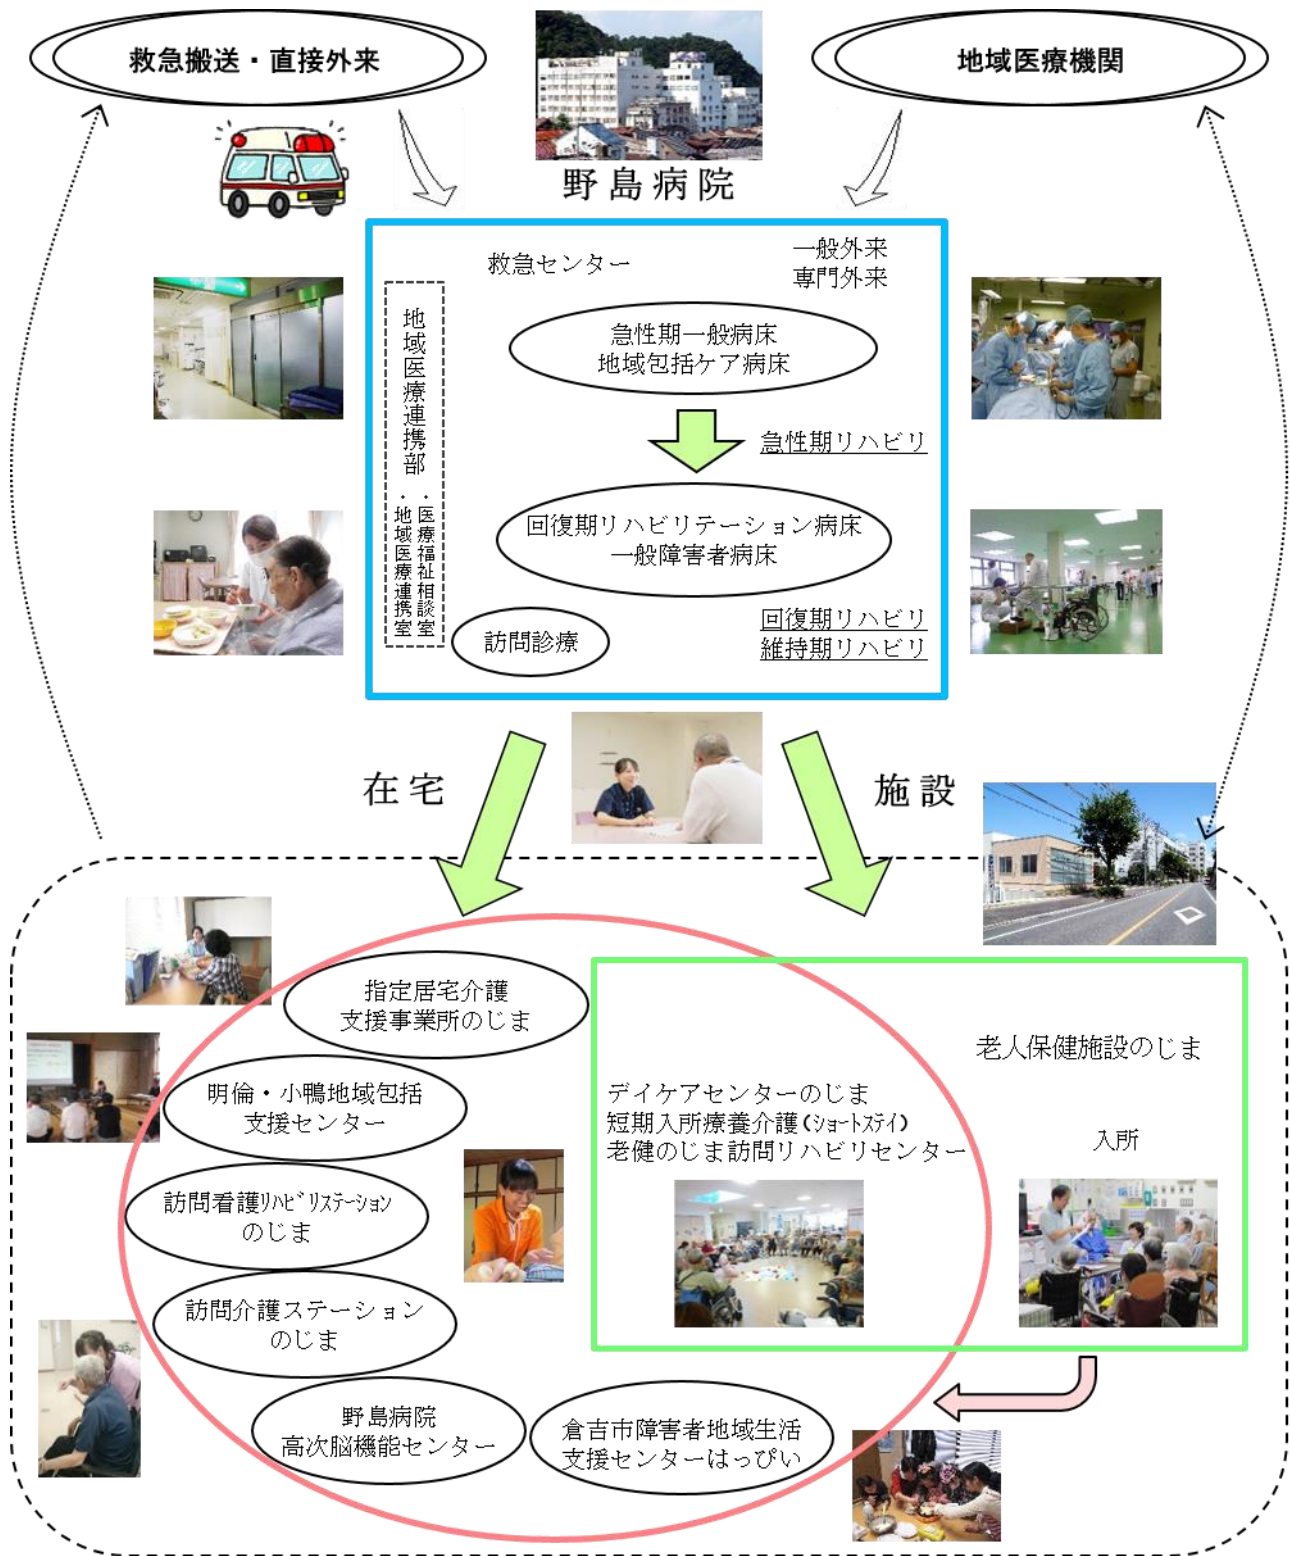 救急搬送・直接外来
地域医療機関
野島病院
救急センター
一般外来
専門外来
地域医療連携部
・医療福祉相談室
・地域医療連携室
急性期一般病床
地域包括ケア病床
急性期リハビリ
回復期リハビリテーション病床
一般障害者病床
訪問診療
回復期リハビリ
維持期リハビリ
在宅
施設
指定居宅介護
支援事業所のじま
明倫・小鴨地域包括
支援センター
訪問看護ﾘﾊﾋﾞﾘｽﾃｰｼｮﾝ
のじま
訪問介護ステーション
のじま
野島病院
高次脳機能センター
倉吉市障害者地域生活
支援センターはっぴい
デイケアセンターのじま
短期入所療養介護(ｼｮｰﾄｽﾃｲ)
老健のじま訪問リハビリセンター
老人保健施設のじま
入所